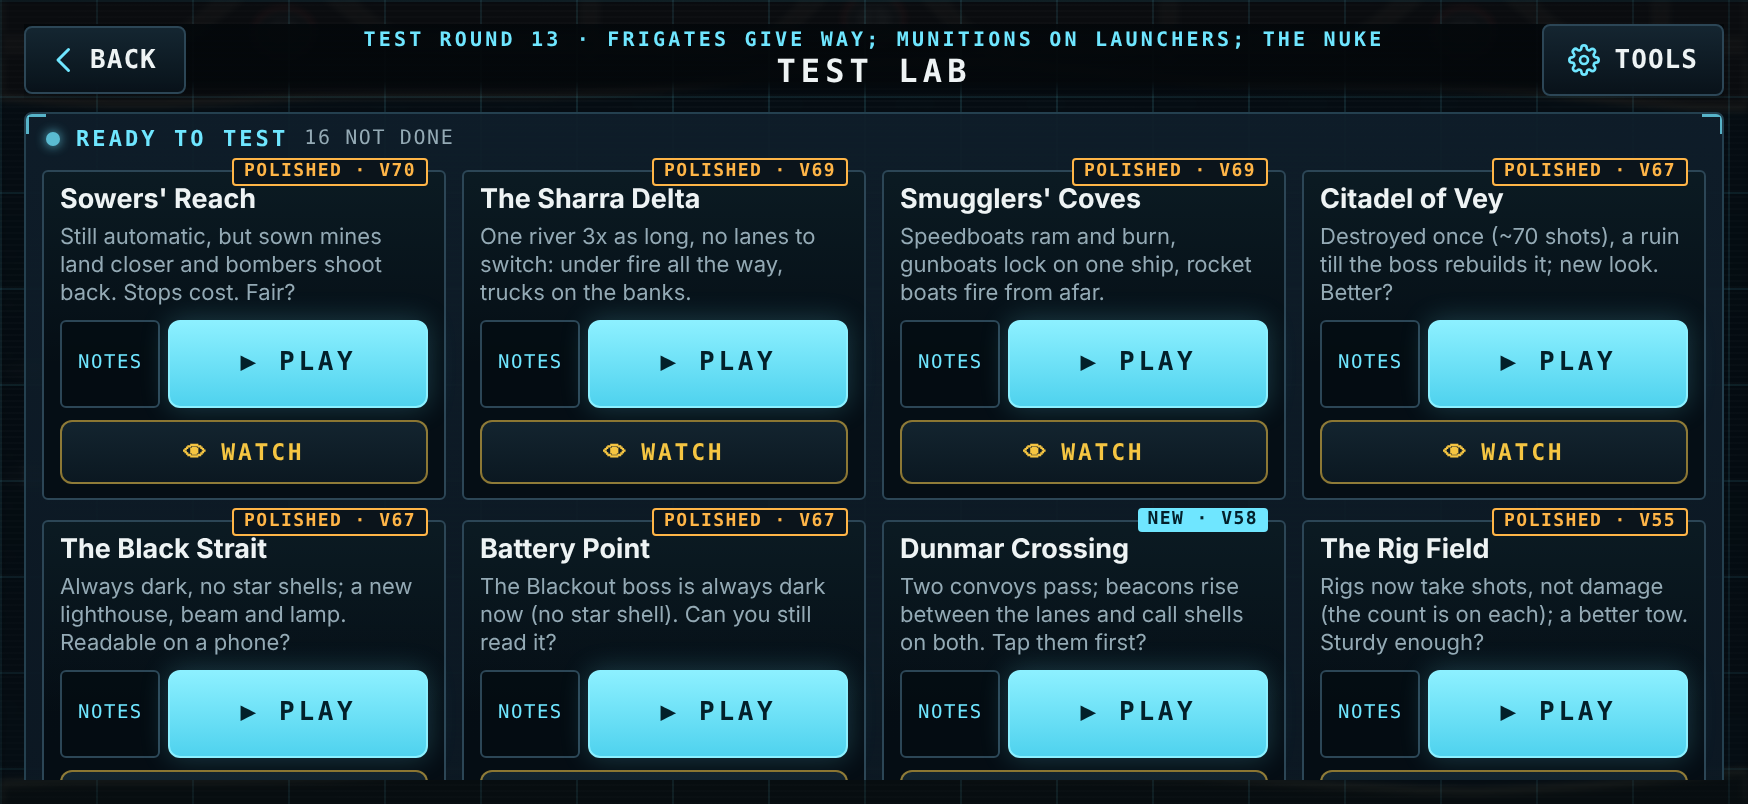 BACK
TEST ROUND 13 · FRIGATES GIVE WAY; MUNITIONS ON LAUNCHERS; THE NUKE
TEST LAB
TOOLS
READY TO TEST 16 NOT DONE
POLISHED · V70
Sowers' Reach
Still automatic, but sown mines
land closer and bombers shoot
back. Stops cost. Fair?
NOTES
▶ PLAY
WATCH
POLISHED · V69
The Sharra Delta
One river 3x as long, no lanes to
switch: under fire all the way,
trucks on the banks.
NOTES
▶ PLAY
WATCH
POLISHED · V69
Smugglers' Coves
Speedboats ram and burn,
gunboats lock on one ship, rocket
boats fire from afar.
NOTES
▶ PLAY
WATCH
POLISHED · V67
Citadel of Vey
Destroyed once (~70 shots), a ruin
till the boss rebuilds it; new look.
Better?
NOTES
▶ PLAY
WATCH
POLISHED · V67
The Black Strait
Always dark, no star shells; a new
lighthouse, beam and lamp.
Readable on a phone?
NOTES
▶ PLAY
POLISHED · V67
Battery Point
The Blackout boss is always dark
now (no star shell). Can you still
read it?
NOTES
▶ PLAY
NEW · V58
Dunmar Crossing
Two convoys pass; beacons rise
between the lanes and call shells
on both. Tap them first?
NOTES
▶ PLAY
POLISHED · V55
The Rig Field
Rigs now take shots, not damage
(the count is on each); a better tow.
Sturdy enough?
NOTES
▶ PLAY